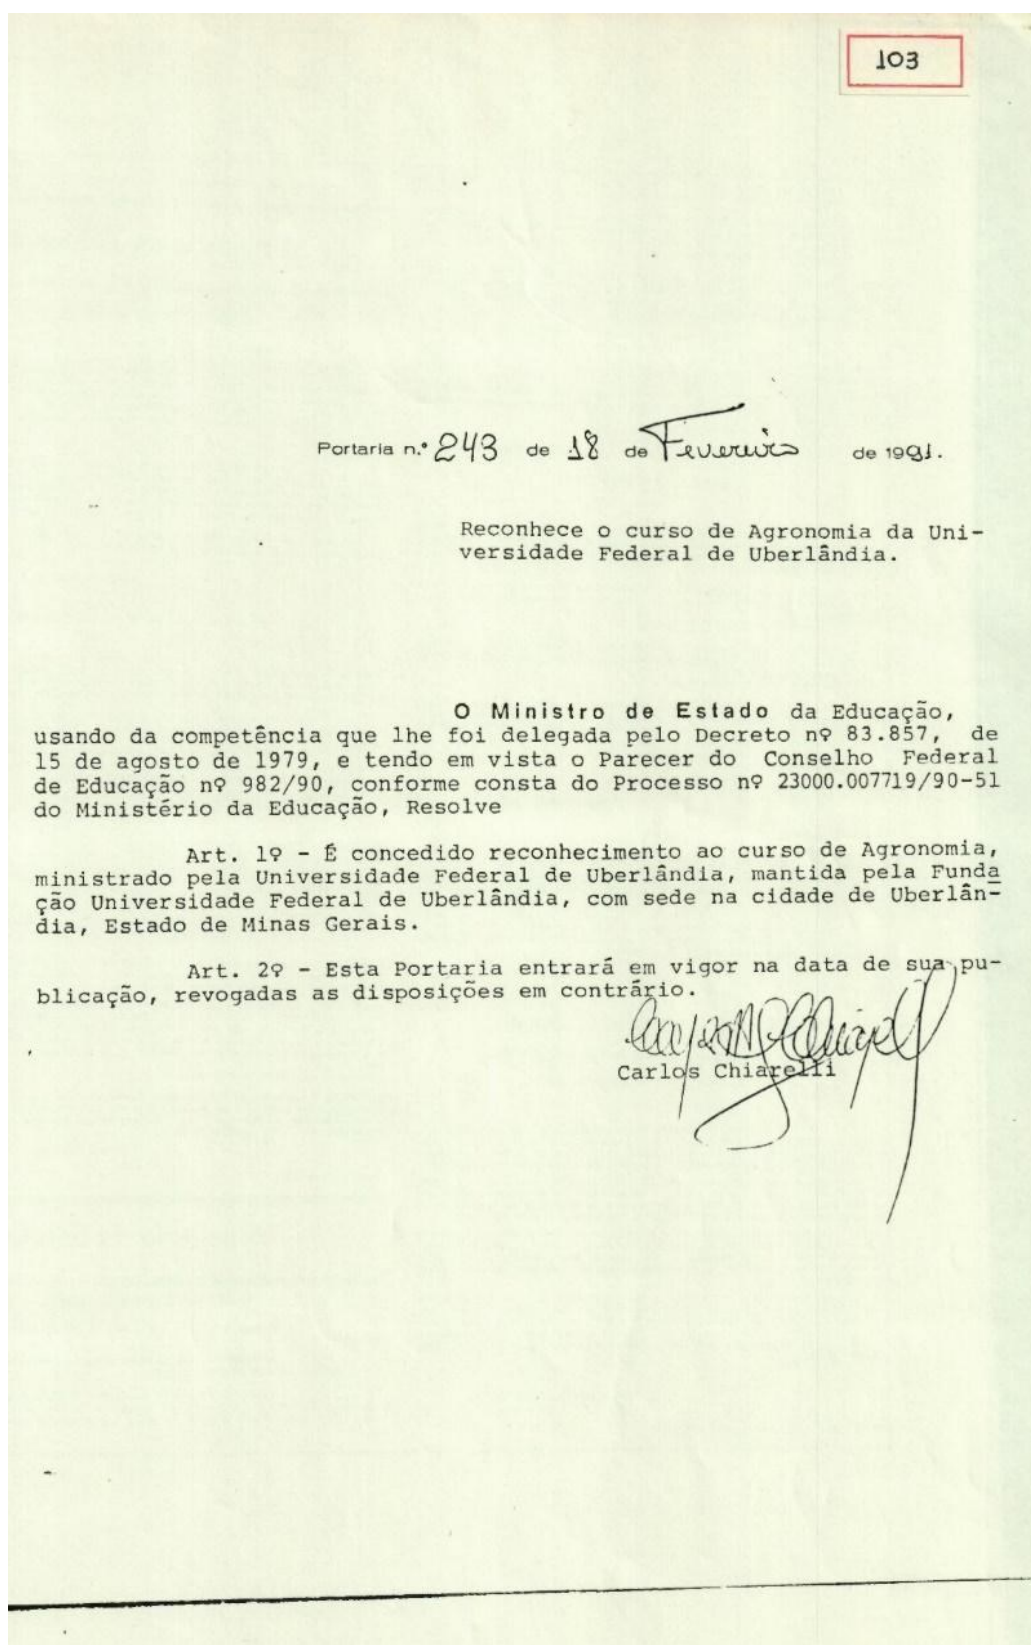 103
Portaria n.º 243 de 18 de Fevereiro de 1991.
Reconhece o curso de Agronomia da Uni-
versidade Federal de Uberlândia.
O Ministro de Estado da Educação,
usando da competência que lhe foi delegada pelo Decreto nº 83.857, de
15 de agosto de 1979, e tendo em vista o Parecer do Conselho Federal
de Educação nº 982/90, conforme consta do Processo nº 23000.007719/90-51
do Ministério da Educação, Resolve
Art. 1º - É concedido reconhecimento ao curso de Agronomia,
ministrado pela Universidade Federal de Uberlândia, mantida pela Funda
ção Universidade Federal de Uberlândia, com sede na cidade de Uberlân-
dia, Estado de Minas Gerais.
Art. 2º - Esta Portaria entrará em vigor na data de sua pu-
blicação, revogadas as disposições em contrário.
Carlos Chiarelli